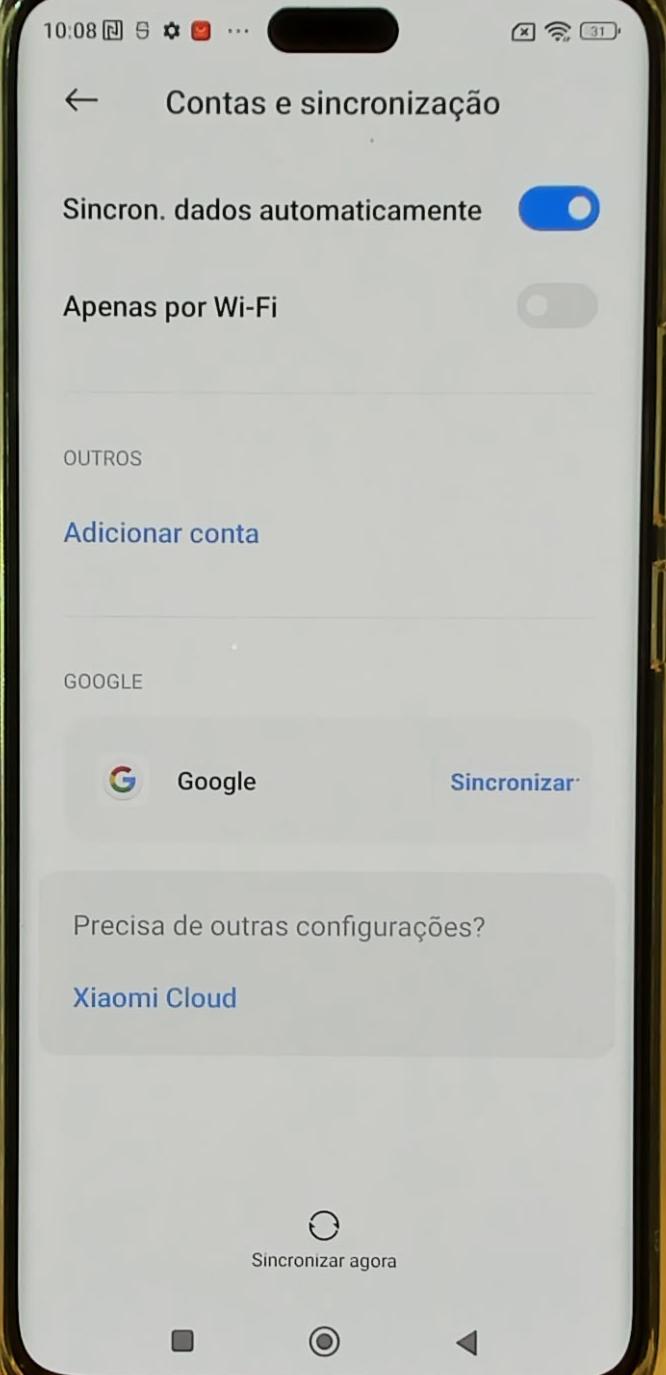 10:08
31
Contas e sincronização
Sincron. dados automaticamente
Apenas por Wi-Fi
OUTROS
Adicionar conta
GOOGLE
Google Sincronizar
Precisa de outras configurações?
Xiaomi Cloud
Sincronizar agora